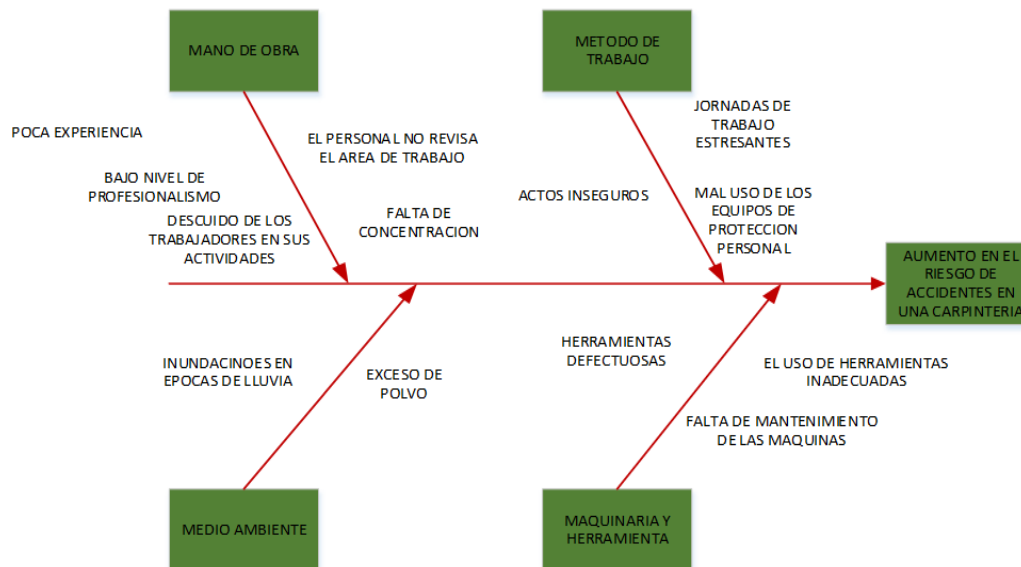 MANO DE OBRA
METODO DE
TRABAJO
JORNADAS DE
TRABAJO
ESTRESANTES
POCA EXPERIENCIA
EL PERSONAL NO REVISA
EL AREA DE TRABAJO
BAJO NIVEL DE
PROFESIONALISMO
ACTOS INSEGUROS
MAL USO DE LOS
EQUIPOS DE
PROTECCION
PERSONAL
DESCUIDO DE LOS
TRABAJADORES EN SUS
ACTIVIDADES
FALTA DE
CONCENTRACION
AUMENTO EN EL
RIESGO DE
ACCIDENTES EN
UNA CARPINTERIA
INUNDACINOES EN
EPOCAS DE LLUVIA
EXCESO DE
POLVO
HERRAMIENTAS
DEFECTUOSAS
EL USO DE HERRAMIENTAS
INADECUADAS
FALTA DE MANTENIMIENTO
DE LAS MAQUINAS
MEDIO AMBIENTE
MAQUINARIA Y
HERRAMIENTA